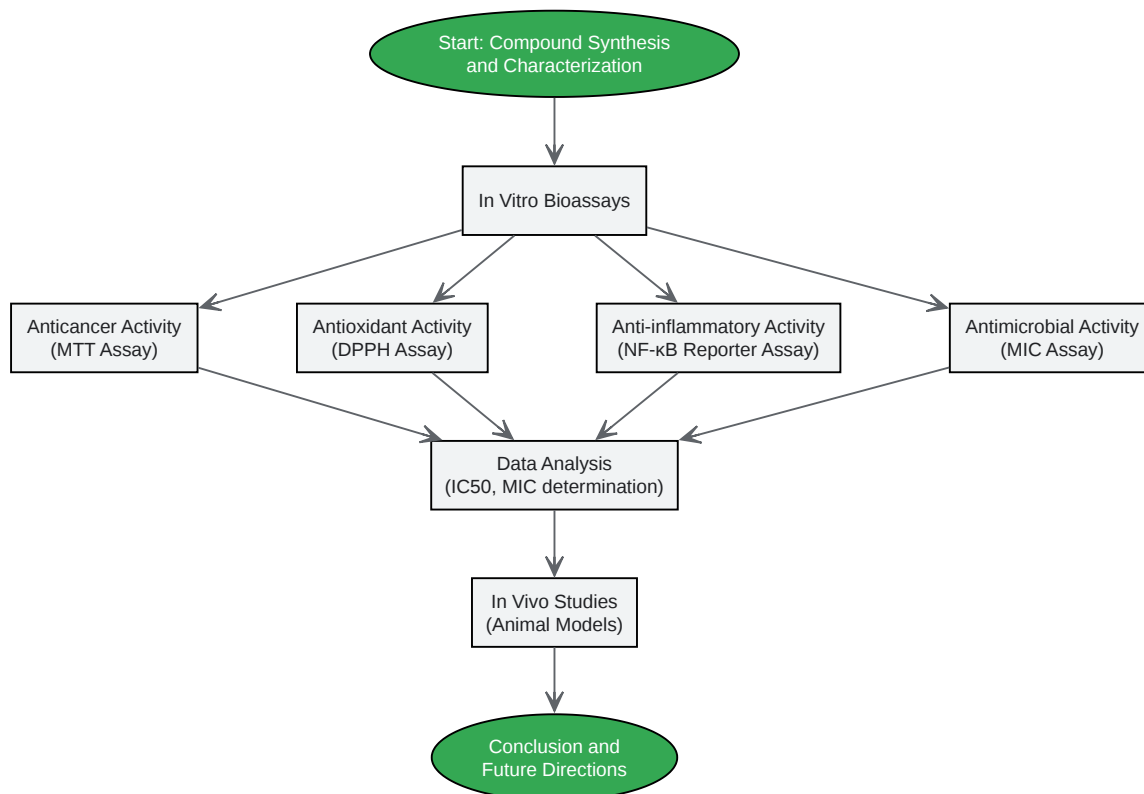 Start: Compound Synthesis
and Characterization
In Vitro Bioassays
Anticancer Activity
(MTT Assay)
Antioxidant Activity
(DPPH Assay)
Anti-inflammatory Activity
(NF-κB Reporter Assay)
Antimicrobial Activity
(MIC Assay)
Data Analysis
(IC50, MIC determination)
In Vivo Studies
(Animal Models)
Conclusion and
Future Directions